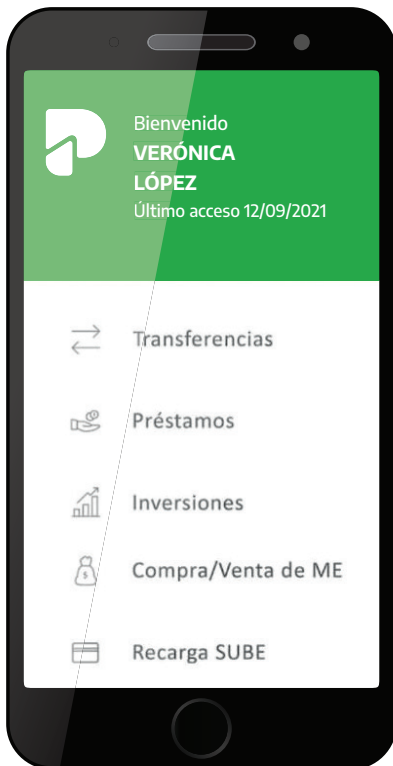 Bienvenido
VERÓNICA
LÓPEZ
Último acceso 12/09/2021
Transferencias
Préstamos
Inversiones
Compra/Venta de ME
Recarga SUBE